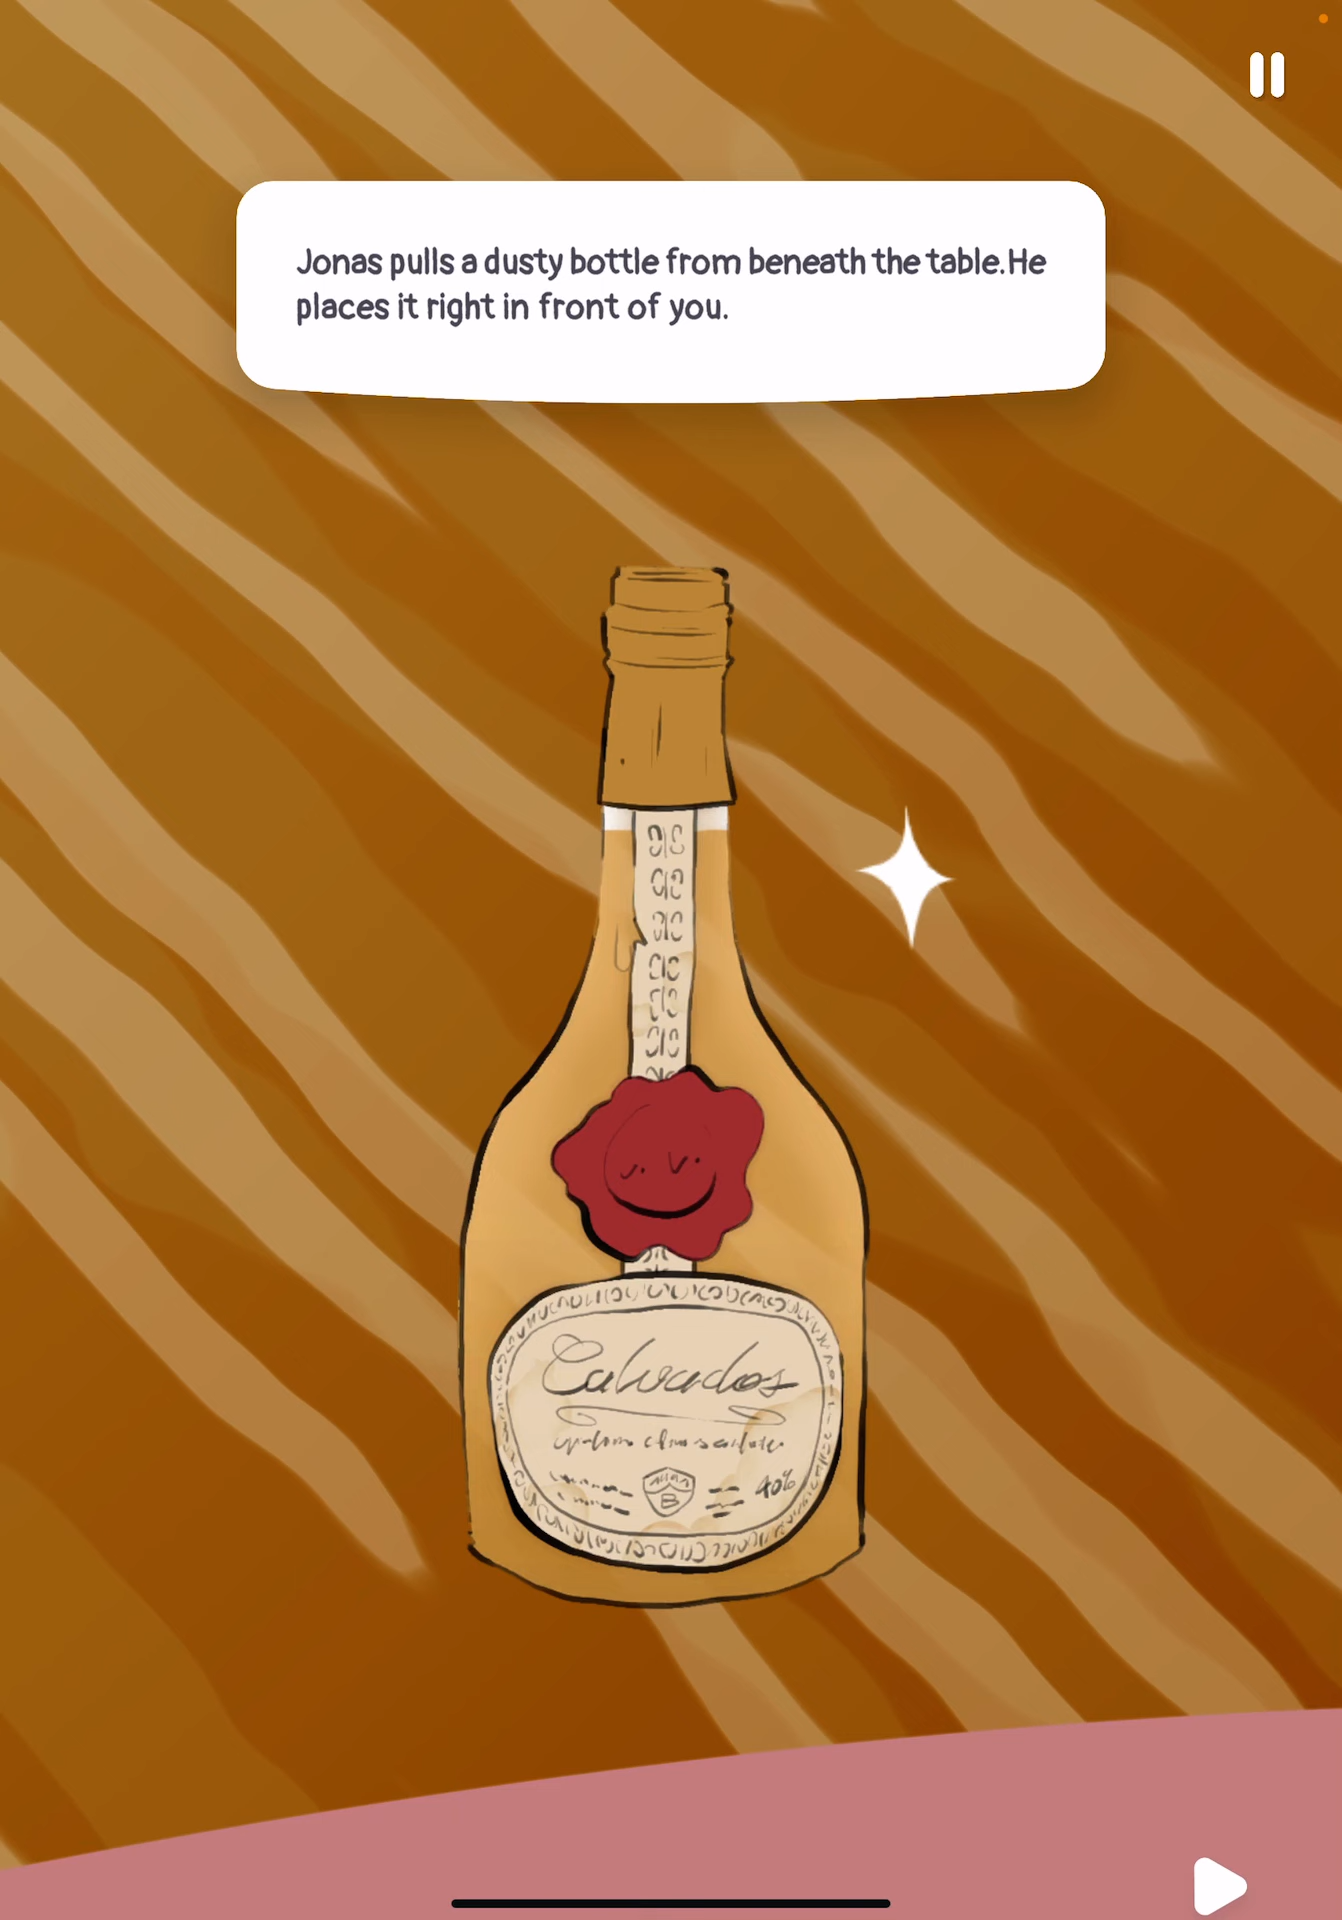 Jonas pulls a dusty bottle from beneath the table.He
places it right in front of you.
Calvados
40%
B